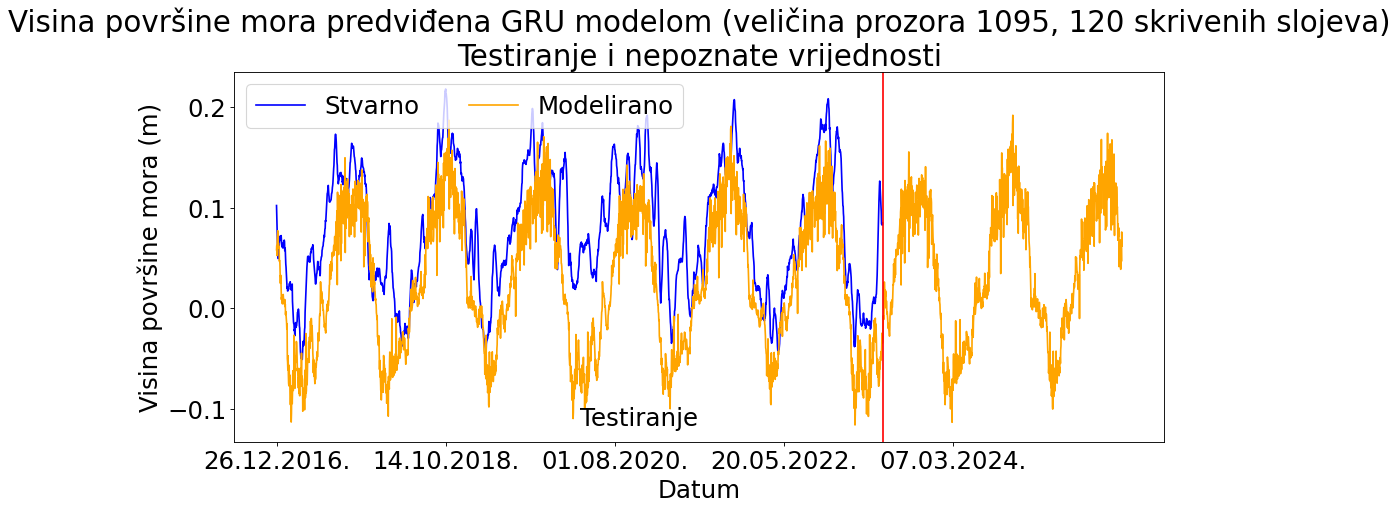 Visina površine mora predviđena GRU modelom (veličina prozora 1095, 120 skrivenih slojeva)
Testiranje i nepoznate vrijednosti
Stvarno
Modelirano
Visina površine mora (m)
0.2
0.1
0.0
−0.1
Testiranje
26.12.2016.
14.10.2018.
01.08.2020.
20.05.2022.
07.03.2024.
Datum